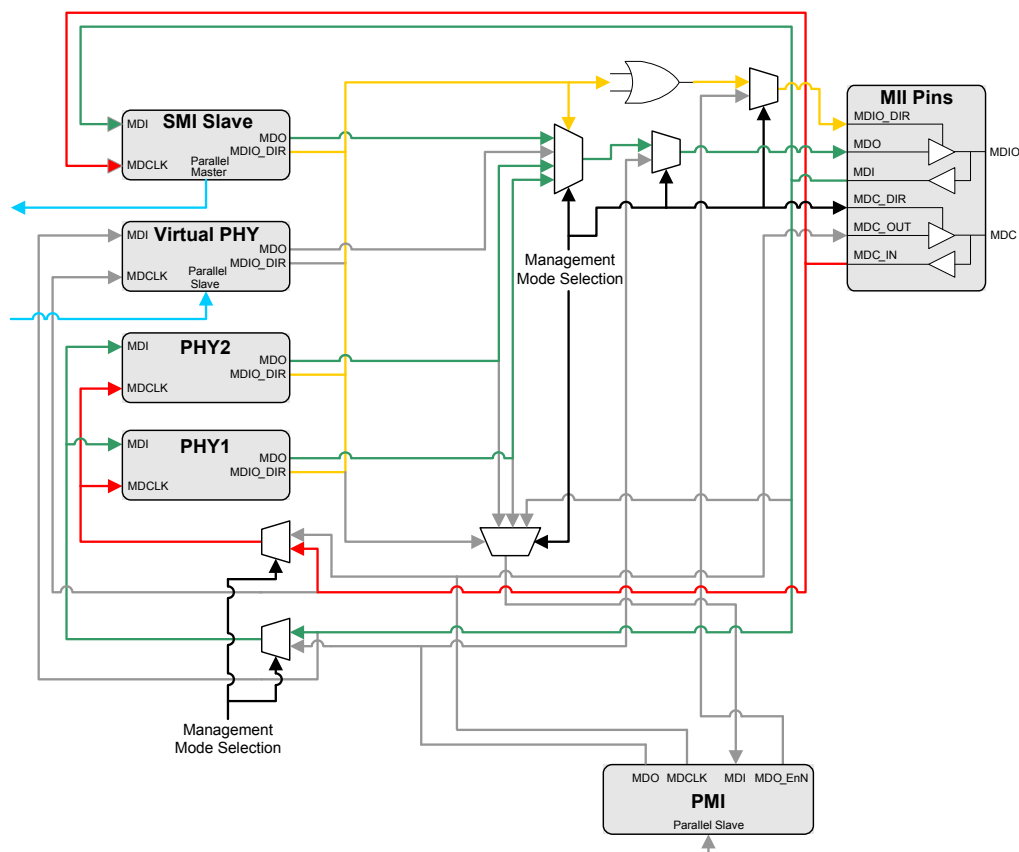 SMI Slave
MDI
MDO
MDIO_DIR
MDCLK
Parallel
Master
MII Pins
MDIO_DIR
MDO
MDIO
MDI
MDC_DIR
MDC_OUT
MDC
MDC_IN
Virtual PHY
MDI
MDO
MDIO_DIR
MDCLK
Parallel
Slave
Management
Mode Selection
PHY2
MDI
MDO
MDIO_DIR
MDCLK
PHY1
MDI
MDO
MDIO_DIR
MDCLK
Management
Mode Selection
MDO
MDCLK
MDI
MDO_EnN
PMI
Parallel Slave